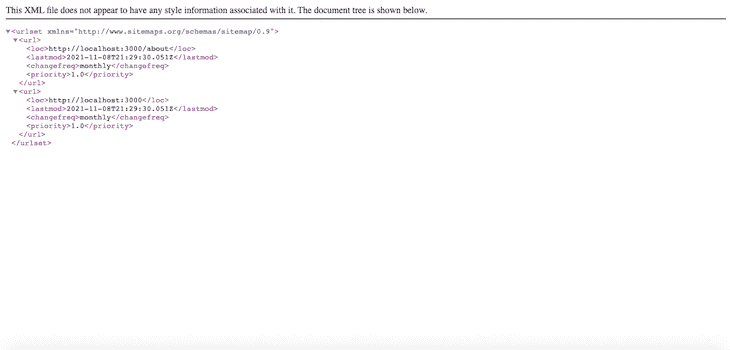 This XML file does not appear to have any style information associated with it. The document tree is shown below.
▼<urlset xmlns="http://www.sitemaps.org/schemas/sitemap/0.9">
▼<url>
<loc>http://localhost:3000/about</loc>
<lastmod>2021-11-08T21:29:30.051Z</lastmod>
<changefreq>monthly</changefreq>
<priority>1.0</priority>
</url>
▼<url>
<loc>http://localhost:3000</loc>
<lastmod>2021-11-08T21:29:30.051Z</lastmod>
<changefreq>monthly</changefreq>
<priority>1.0</priority>
</url>
</urlset>